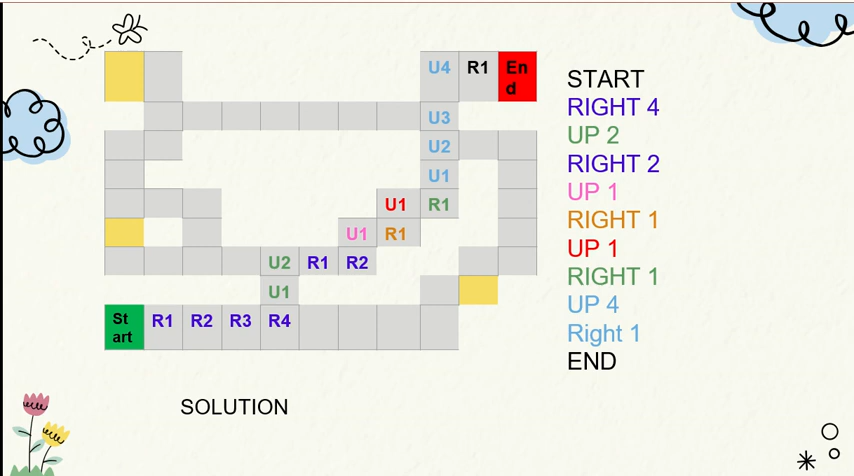 U4 R1 En
d
U3
U2
U1
U1 R1
U1 R1
U2 R1 R2
U1
St
art R1 R2 R3 R4
START
RIGHT 4
UP 2
RIGHT 2
UP 1
RIGHT 1
UP 1
RIGHT 1
UP 4
Right 1
END
SOLUTION